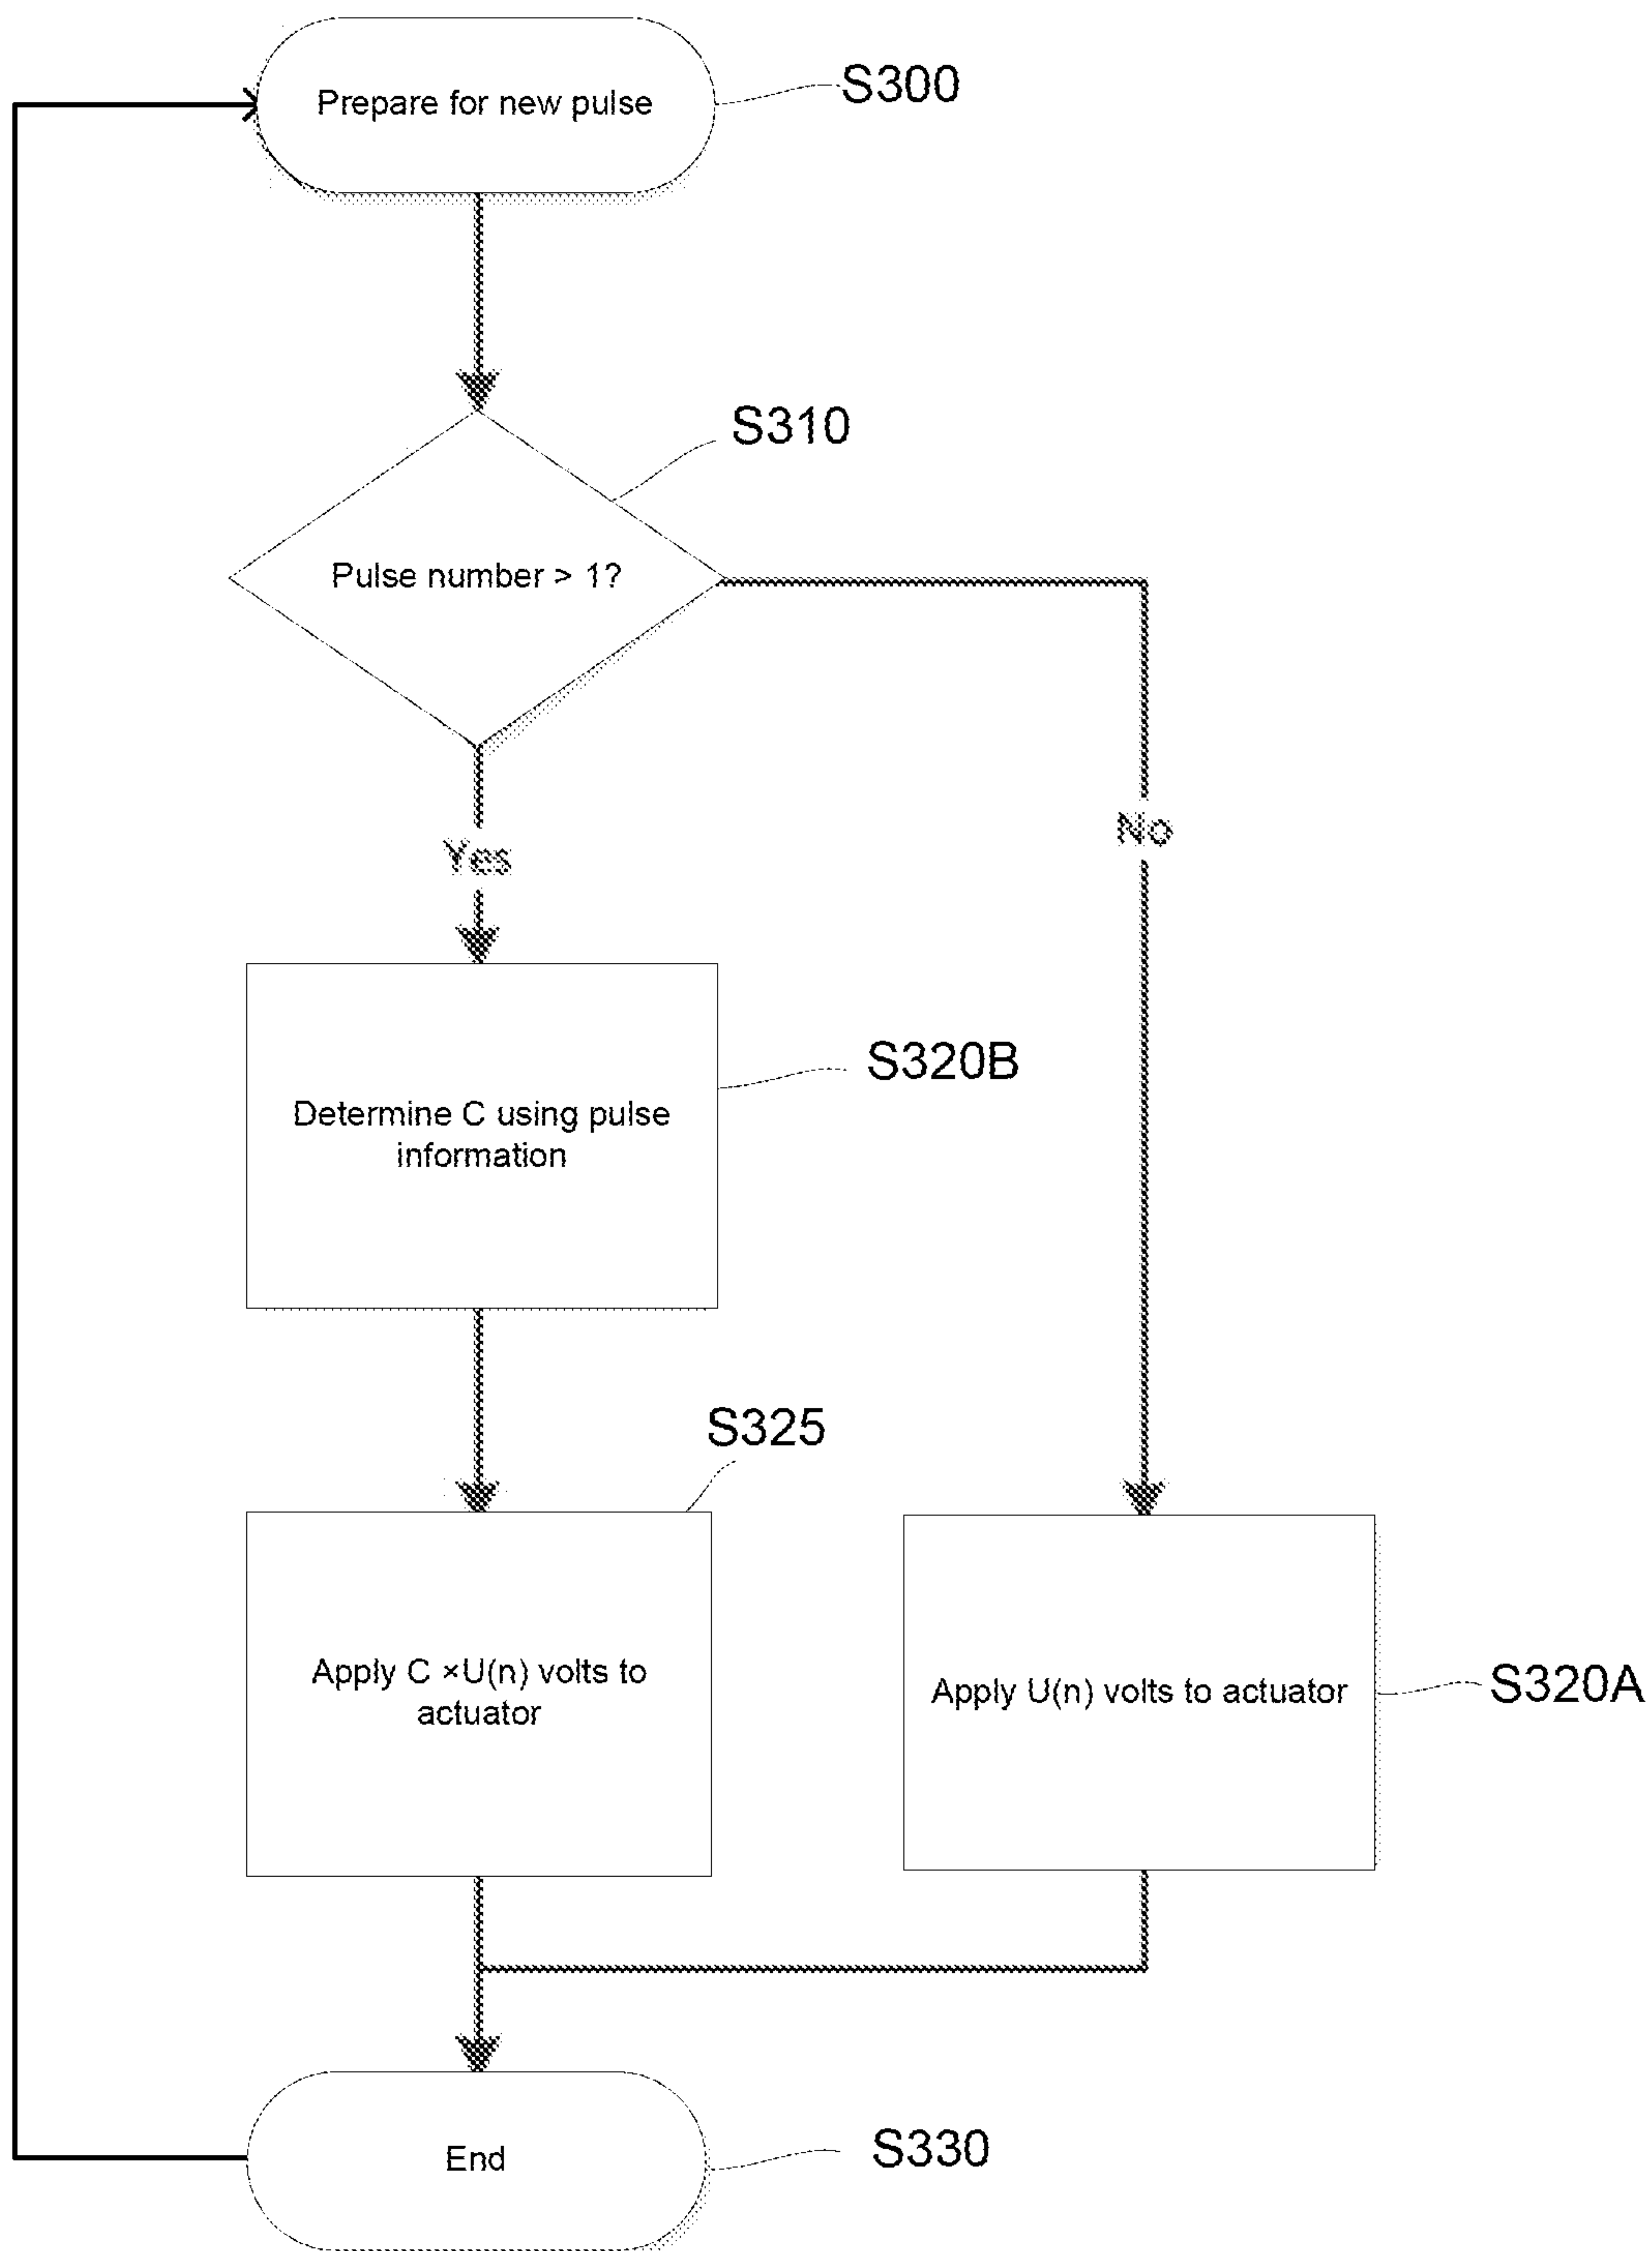 Prepare for new pulse
S300
S310
Pulse number > 1?
Yes
No
S320B
Determine C using pulse
information
S325
Apply C ×U(n) volts to
actuator
Apply U(n) volts to actuator
S320A
End
S330